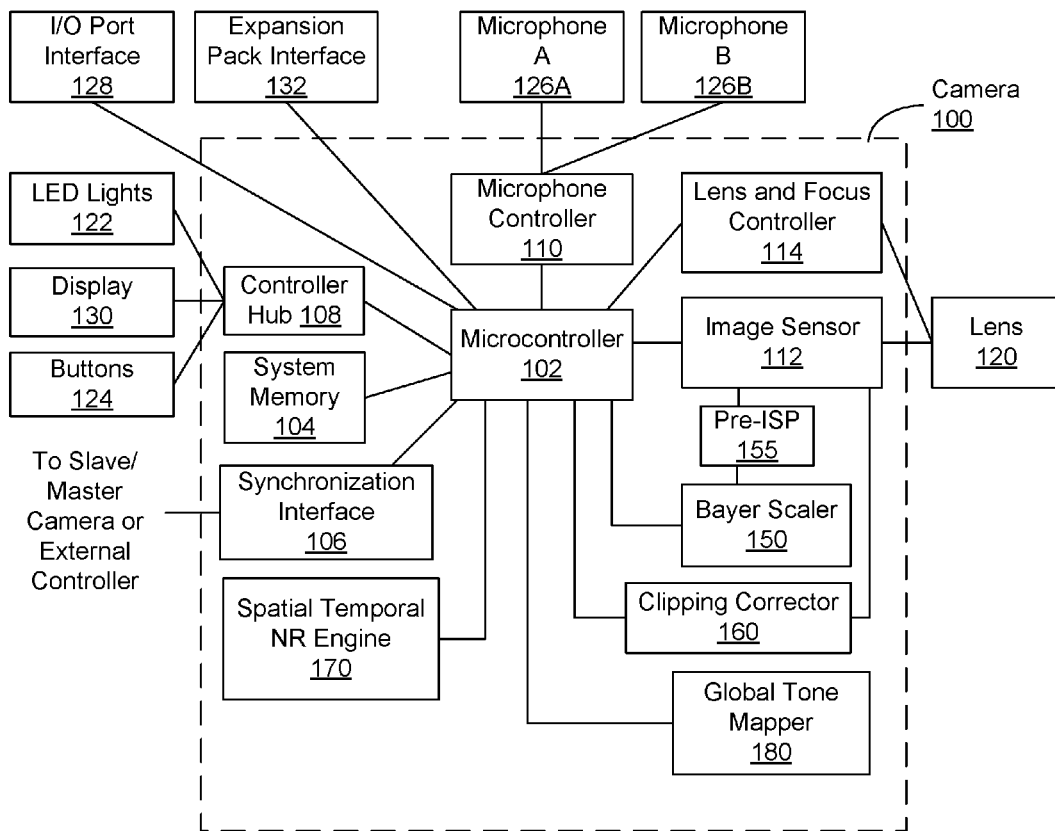 I/O Port
Interface
128
Expansion
Pack Interface
132
Microphone
A
126A
Microphone
B
126B
Camera
100
LED Lights
122
Microphone
Controller
110
Lens and Focus
Controller
114
Display
130
Controller
Hub 108
Microcontroller
102
Image Sensor
112
Lens
120
Buttons
124
System
Memory
104
Pre-ISP
155
To Slave/
Master
Camera or
External
Controller
Synchronization
Interface
106
Bayer Scaler
150
Spatial Temporal
NR Engine
170
Clipping Corrector
160
Global Tone
Mapper
180